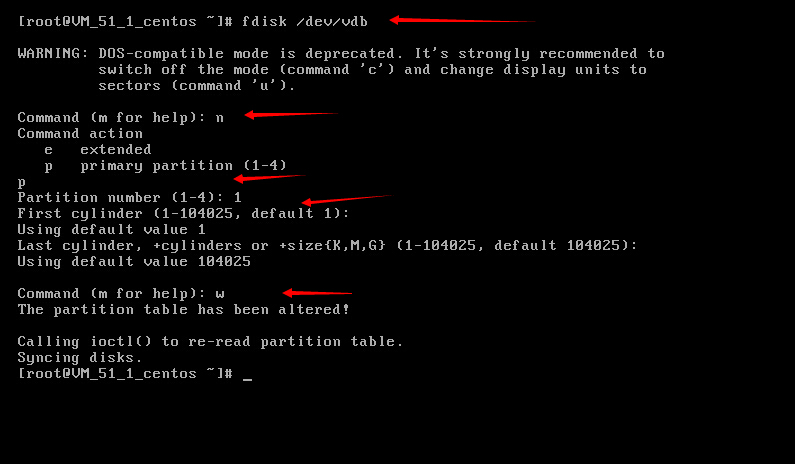 [root@VM_51_1_centos ~]# fdisk /dev/vdb
WARNING: DOS-compatible mode is deprecated. It's strongly recommended to
switch off the mode (command 'c') and change display units to
sectors (command 'u').
Command (m for help): n
Command action
e   extended
p   primary partition (1-4)
p
Partition number (1-4): 1
First cylinder (1-104025, default 1):
Using default value 1
Last cylinder, +cylinders or +size{K,M,G} (1-104025, default 104025):
Using default value 104025
Command (m for help): w
The partition table has been altered!
Calling ioctl() to re-read partition table.
Syncing disks.
[root@VM_51_1_centos ~]# _